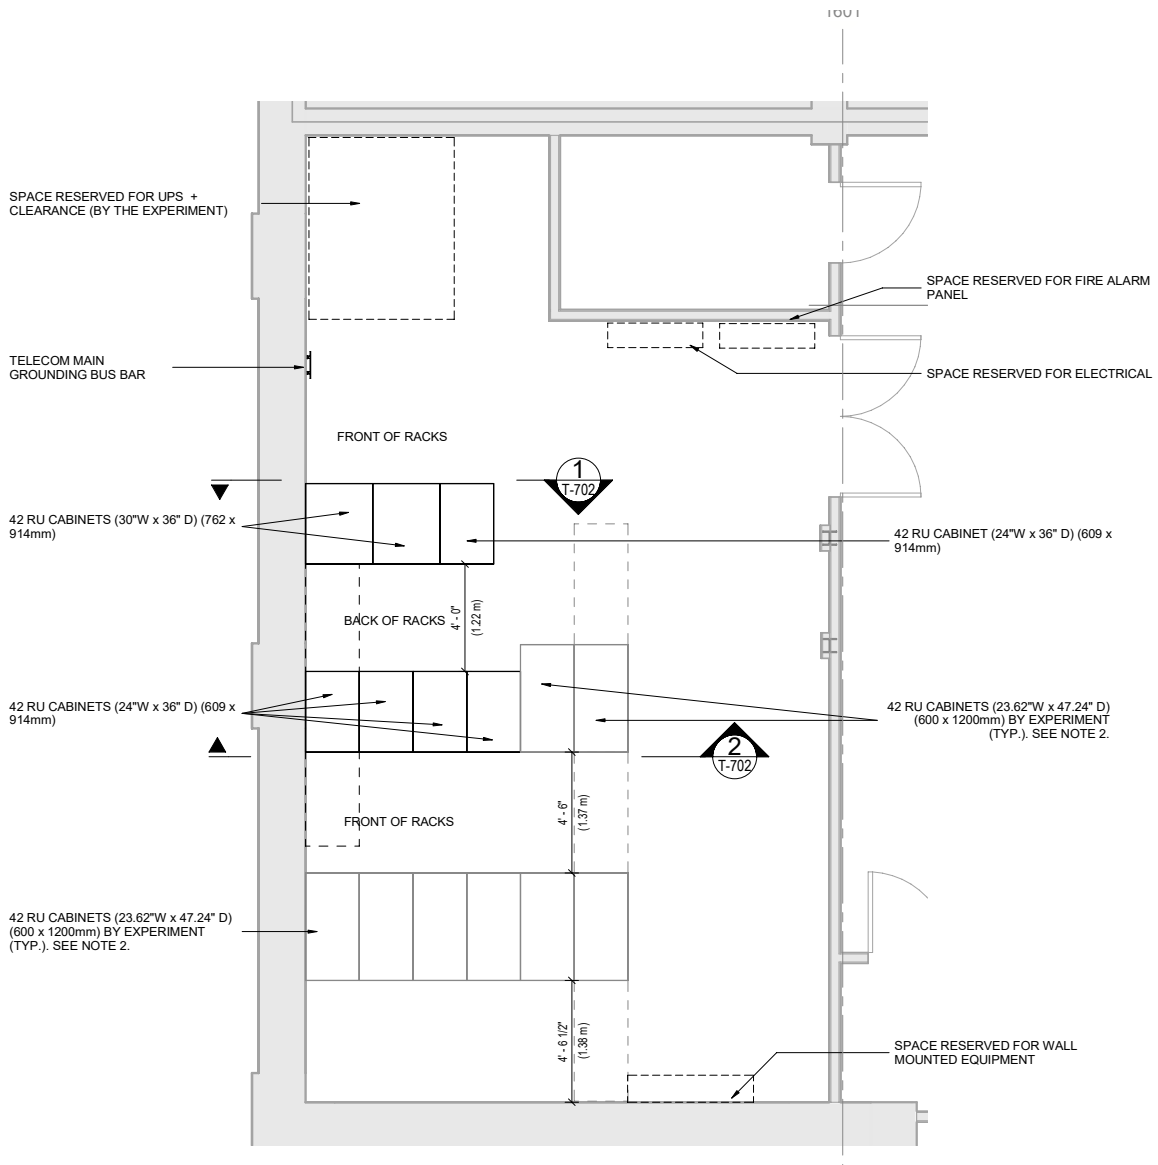 1601
SPACE RESERVED FOR UPS +
CLEARANCE (BY THE EXPERIMENT)
SPACE RESERVED FOR FIRE ALARM
PANEL
TELECOM MAIN
GROUNDING BUS BAR
SPACE RESERVED FOR ELECTRICAL
FRONT OF RACKS
1
T-702
42 RU CABINETS (30"W x 36" D) (762 x
914mm)
42 RU CABINET (24"W x 36" D) (609 x
914mm)
BACK OF RACKS
4' - 0"
(1.22 m)
42 RU CABINETS (24"W x 36" D) (609 x
914mm)
42 RU CABINETS (23.62"W x 47.24" D)
(600 x 1200mm) BY EXPERIMENT
(TYP.). SEE NOTE 2.
2
T-702
4' - 6"
(1.37 m)
FRONT OF RACKS
42 RU CABINETS (23.62"W x 47.24" D)
(600 x 1200mm) BY EXPERIMENT
(TYP.). SEE NOTE 2.
4' - 6 1/2"
(1.38 m)
SPACE RESERVED FOR WALL
MOUNTED EQUIPMENT